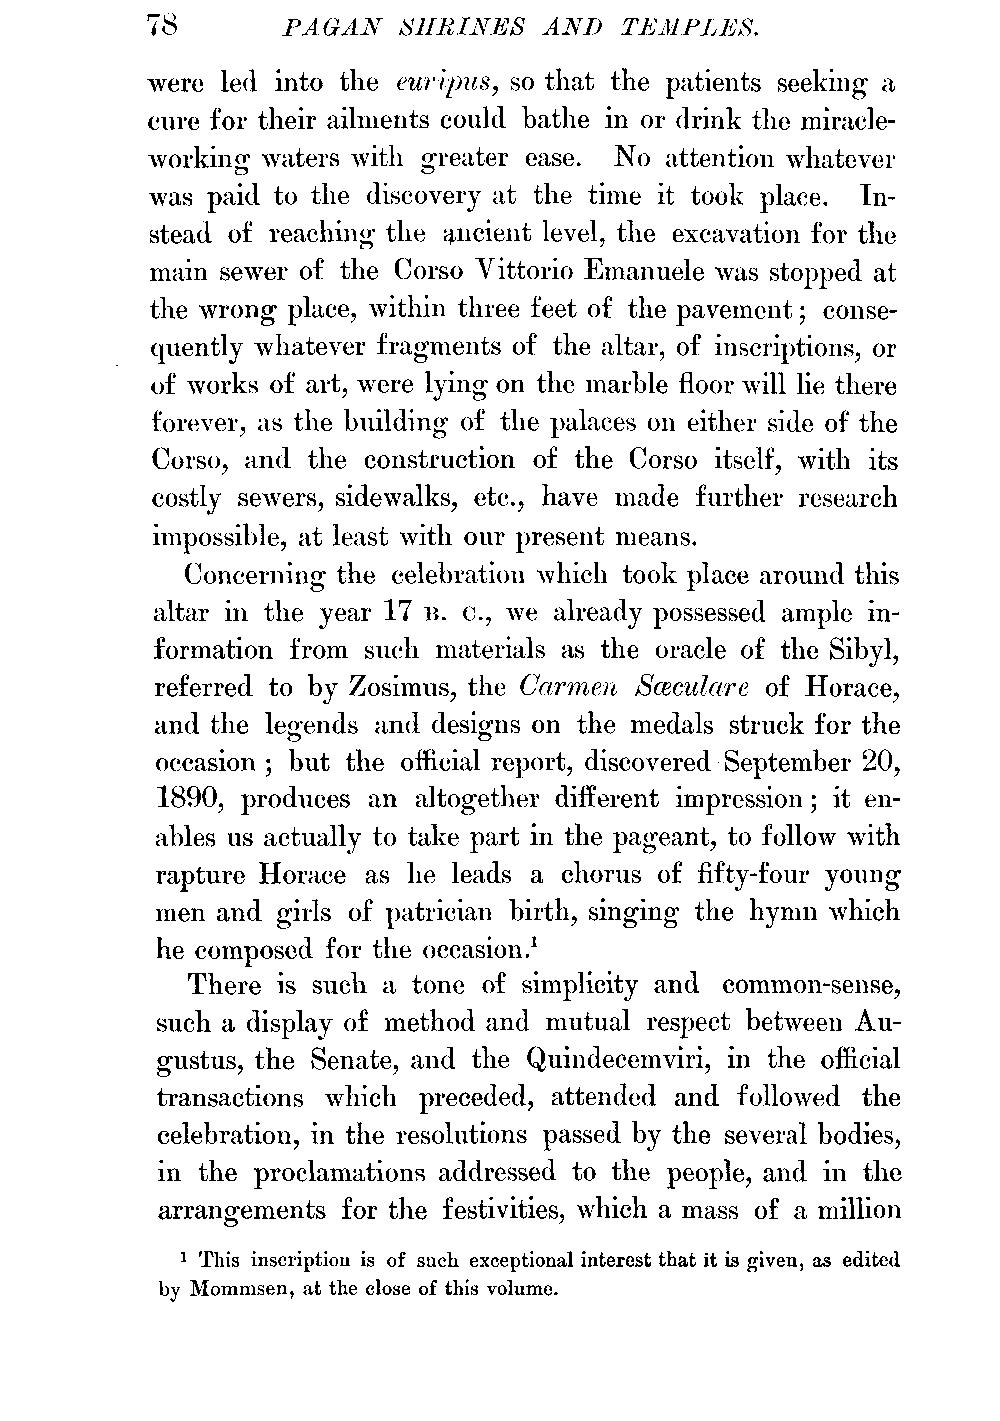 78 PAGAN SHRINES AND TEMPLES.
were led into the euripus, so that the patients seeking a
cure for their ailments could bathe in or drink the miracle-
working waters with greater ease. No attention whatever
was paid to the discovery at the time it took place. In-
stead of reaching the ancient level, the excavation for the
main sewer of the Corso Vittorio Emanuele was stopped at
the wrong place, within three feet of the pavement; conse-
quently whatever fragments of the altar, of inscriptions, or
of works of art, were lying on the marble floor will lie there
forever, as the building of the palaces on either side of the
Corso, and the construction of the Corso itself, with its
costly sewers, sidewalks, etc., have made further research
impossible, at least with our present means.
Concerning the celebration which took place around this
altar in the year 17 B. C., we already possessed ample in-
formation from such materials as the oracle of the Sibyl,
referred to by Zosimus, the Carmen Sæculare of Horace,
and the legends and designs on the medals struck for the
occasion; but the official report, discovered September 20,
1890, produces an altogether different impression; it en-
ables us actually to take part in the pageant, to follow with
rapture Horace as he leads a chorus of fifty-four young
men and girls of patrician birth, singing the hymn which
he composed for the occasion.¹
There is such a tone of simplicity and common-sense,
such a display of method and mutual respect between Au-
gustus, the Senate, and the Quindecemviri, in the official
transactions which preceded, attended and followed the
celebration, in the resolutions passed by the several bodies,
in the proclamations addressed to the people, and in the
arrangements for the festivities, which a mass of a million
¹ This inscription is of such exceptional interest that it is given, as edited
by Mommsen, at the close of this volume.